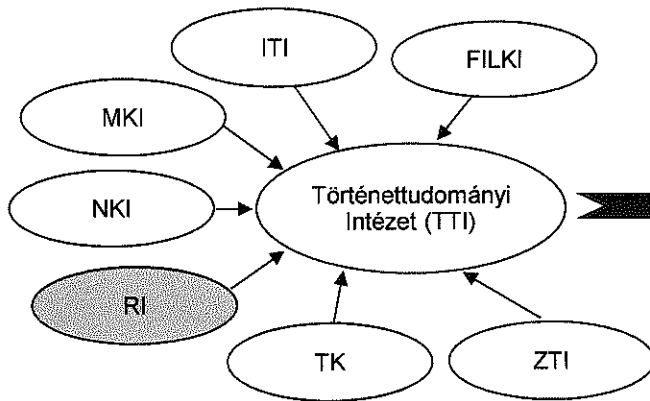 ITI
FILKI
MKI
NKI
Történettudományi
Intézet (TTI)
RI
TK
ZTI